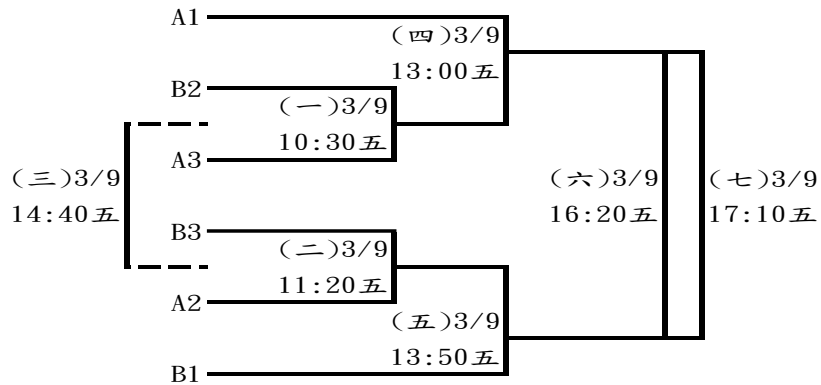 A1
(四)3/9
13:00五
B2
(一)3/9
10:30五
A3
(三)3/9
14:40五
(六)3/9
16:20五
(七)3/9
17:10五
B3
(二)3/9
11:20五
A2
(五)3/9
13:50五
B1